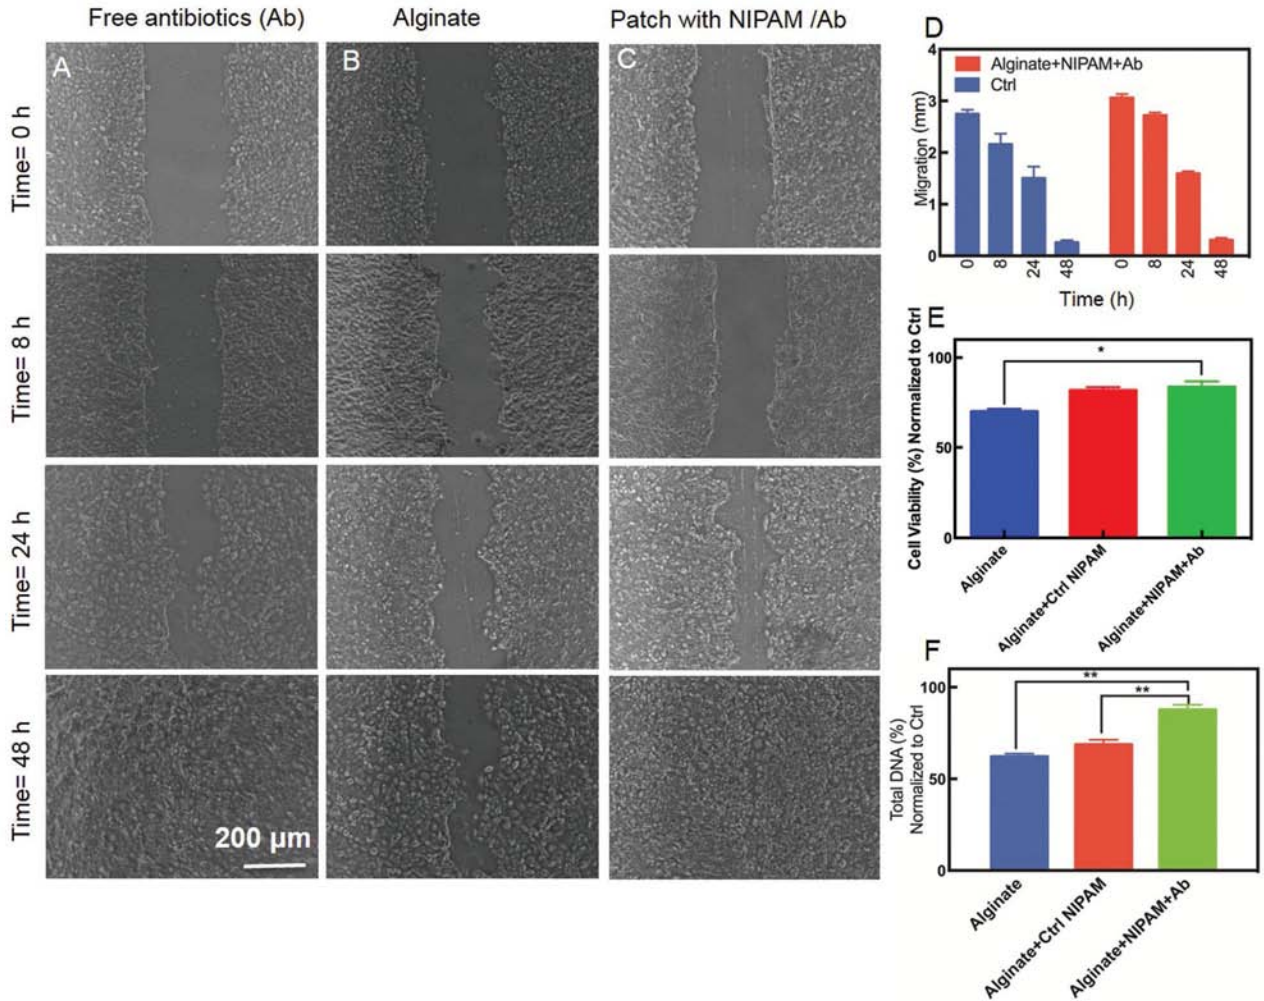 Free antibiotics (Ab)
Alginate
Patch with NIPAM /Ab
Time= 0 h
Time= 8 h
Time= 24 h
Time= 48 h
A
B
C
200 µm
D
Alginate+NIPAM+Ab
Ctrl
Migration (mm)
4
3
2
1
0
0
8
24
48
0
8
24
48
Time (h)
E
Cell Viability (%) Normalized to Ctrl
100
50
0
*
Alginate
Alginate+Ctrl NIPAM
Alginate+NIPAM+Ab
F
Total DNA (%)
Normalized to Ctrl
100
50
0
**
**
Alginate
Alginate+Ctrl NIPAM
Alginate+NIPAM+Ab